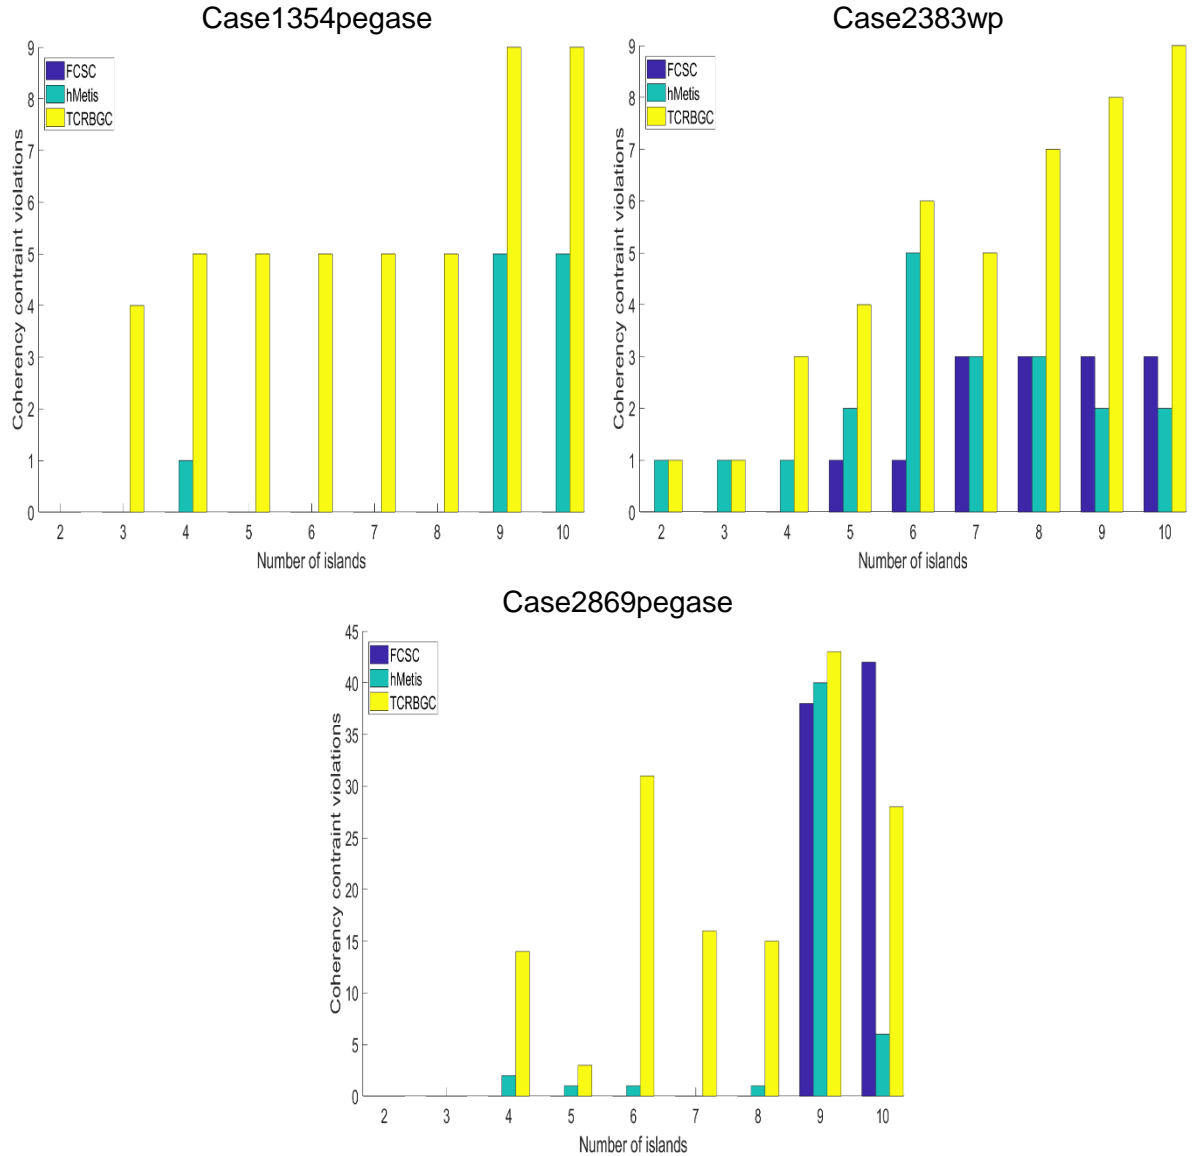 Case1354pegase
Coherency contraint violations
9
8
7
6
5
4
3
2
1
0
FCSC
hMetis
TCRBGC
2 3 4 5 6 7 8 9 10
Number of islands
Case2383wp
Coherency contraint violations
9
8
7
6
5
4
3
2
1
0
FCSC
hMetis
TCRBGC
2 3 4 5 6 7 8 9 10
Number of islands
Case2869pegase
Coherency contraint violations
45
40
35
30
25
20
15
10
5
0
FCSC
hMetis
TCRBGC
2 3 4 5 6 7 8 9 10
Number of islands